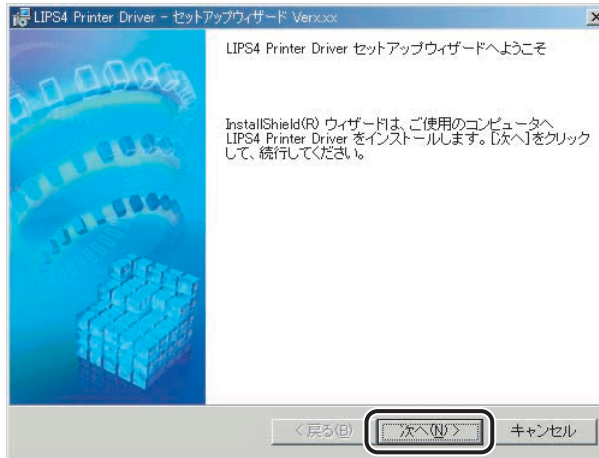 LIPS4 Printer Driver - セットアップウィザード Verx.xx
LIPS4 Printer Driver セットアップウィザードへようこそ
InstallShield(R) ウィザードは、ご使用のコンピュータへ
LIPS4 Printer Driver をインストールします。[次へ]をクリック
して、続行してください。
< 戻る(B)
次へ(N) >
キャンセル